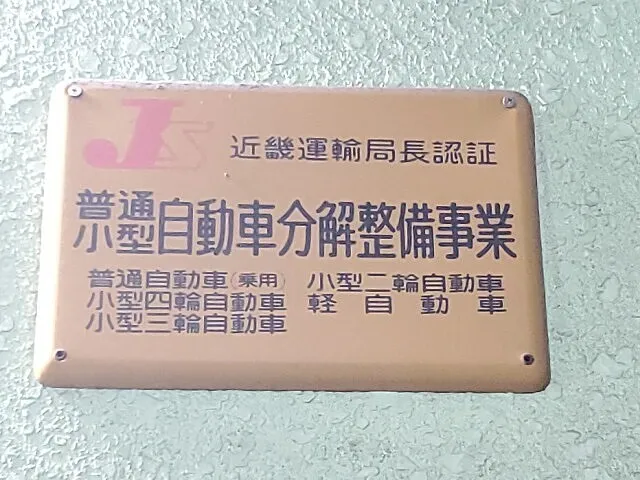 JS 近畿運輸局長認証
普通
小型自動車分解整備事業
普通自動車(乗用) 小型二輪自動車
小型四輪自動車 軽自動車
小型三輪自動車